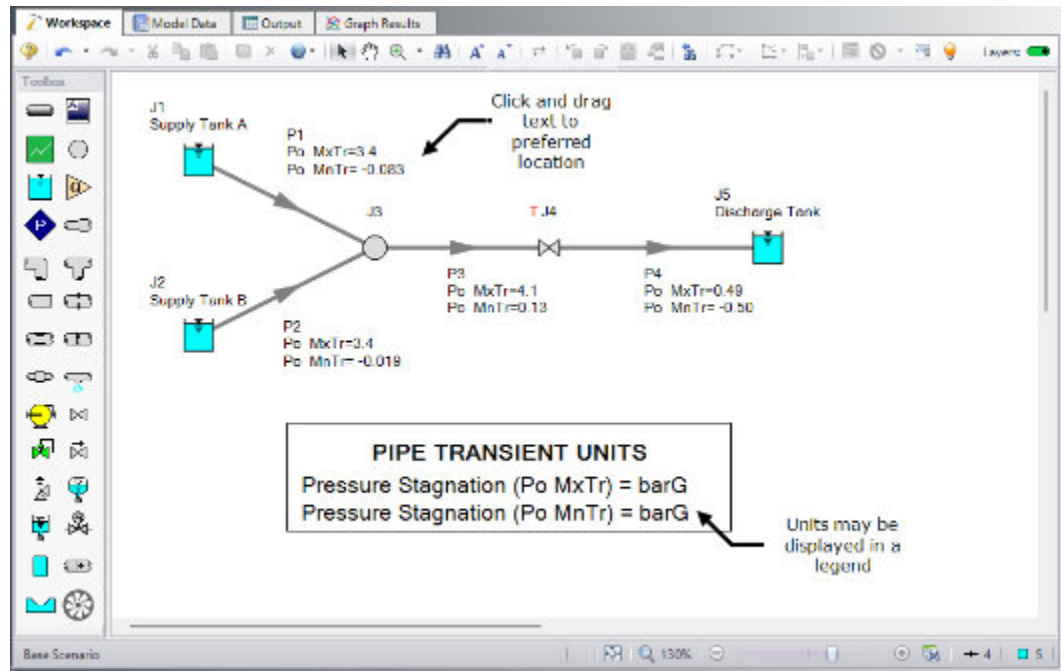 Workspace Model Data Output Graph Results
A A
Layers:
Toolbox
J1
Supply Tank A
P1
Po MxTr=3.4
Po MnTr= -0.083
Click and drag
text to
preferred
location
J3
T J4
J5
Discharge Tank
J2
Supply Tank B
P2
Po MxTr=3.4
Po MnTr= -0.019
P3
Po MxTr=4.1
Po MnTr=0.13
P4
Po MxTr=0.49
Po MnTr= -0.50
PIPE TRANSIENT UNITS
Pressure Stagnation (Po MxTr) = barG
Pressure Stagnation (Po MnTr) = barG
Units may be
displayed in a
legend
Base Scenario 130% 4 5